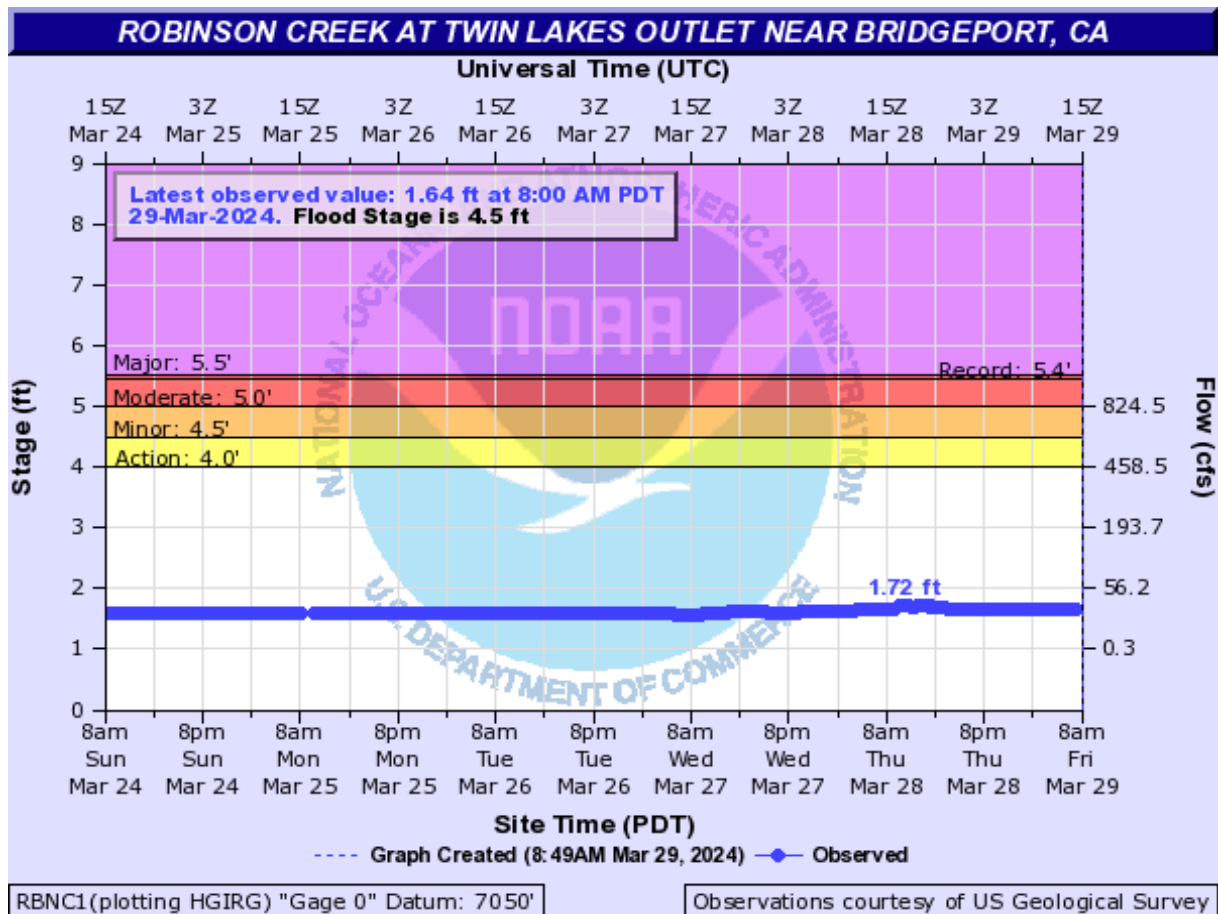 ROBINSON CREEK AT TWIN LAKES OUTLET NEAR BRIDGEPORT, CA
Universal Time (UTC)
15Z 3Z 15Z 3Z 15Z 3Z 15Z 3Z 15Z 3Z 15Z
Mar 24 Mar 25 Mar 25 Mar 26 Mar 26 Mar 27 Mar 27 Mar 28 Mar 28 Mar 29 Mar 29
Latest observed value: 1.64 ft at 8:00 AM PDT
29-Mar-2024. Flood Stage is 4.5 ft
NATIONAL OCEANIC AND ATMOSPHERIC ADMINISTRATION
NOAA
U.S. DEPARTMENT OF COMMERCE
Stage (ft)
9
8
7
6
5
4
3
2
1
0
Major: 5.5'
Record: 5.4'
Moderate: 5.0'
Minor: 4.5'
Action: 4.0'
1.72 ft
Flow (cfs)
824.5
458.5
193.7
56.2
0.3
8am 8pm 8am 8pm 8am 8pm 8am 8pm 8am 8pm 8am
Sun Sun Mon Mon Tue Tue Wed Wed Thu Thu Fri
Mar 24 Mar 24 Mar 25 Mar 25 Mar 26 Mar 26 Mar 27 Mar 27 Mar 28 Mar 28 Mar 29
Site Time (PDT)
Graph Created (8:49AM Mar 29, 2024) Observed
RBNC1(plotting HGIRG) "Gage 0" Datum: 7050'
Observations courtesy of US Geological Survey